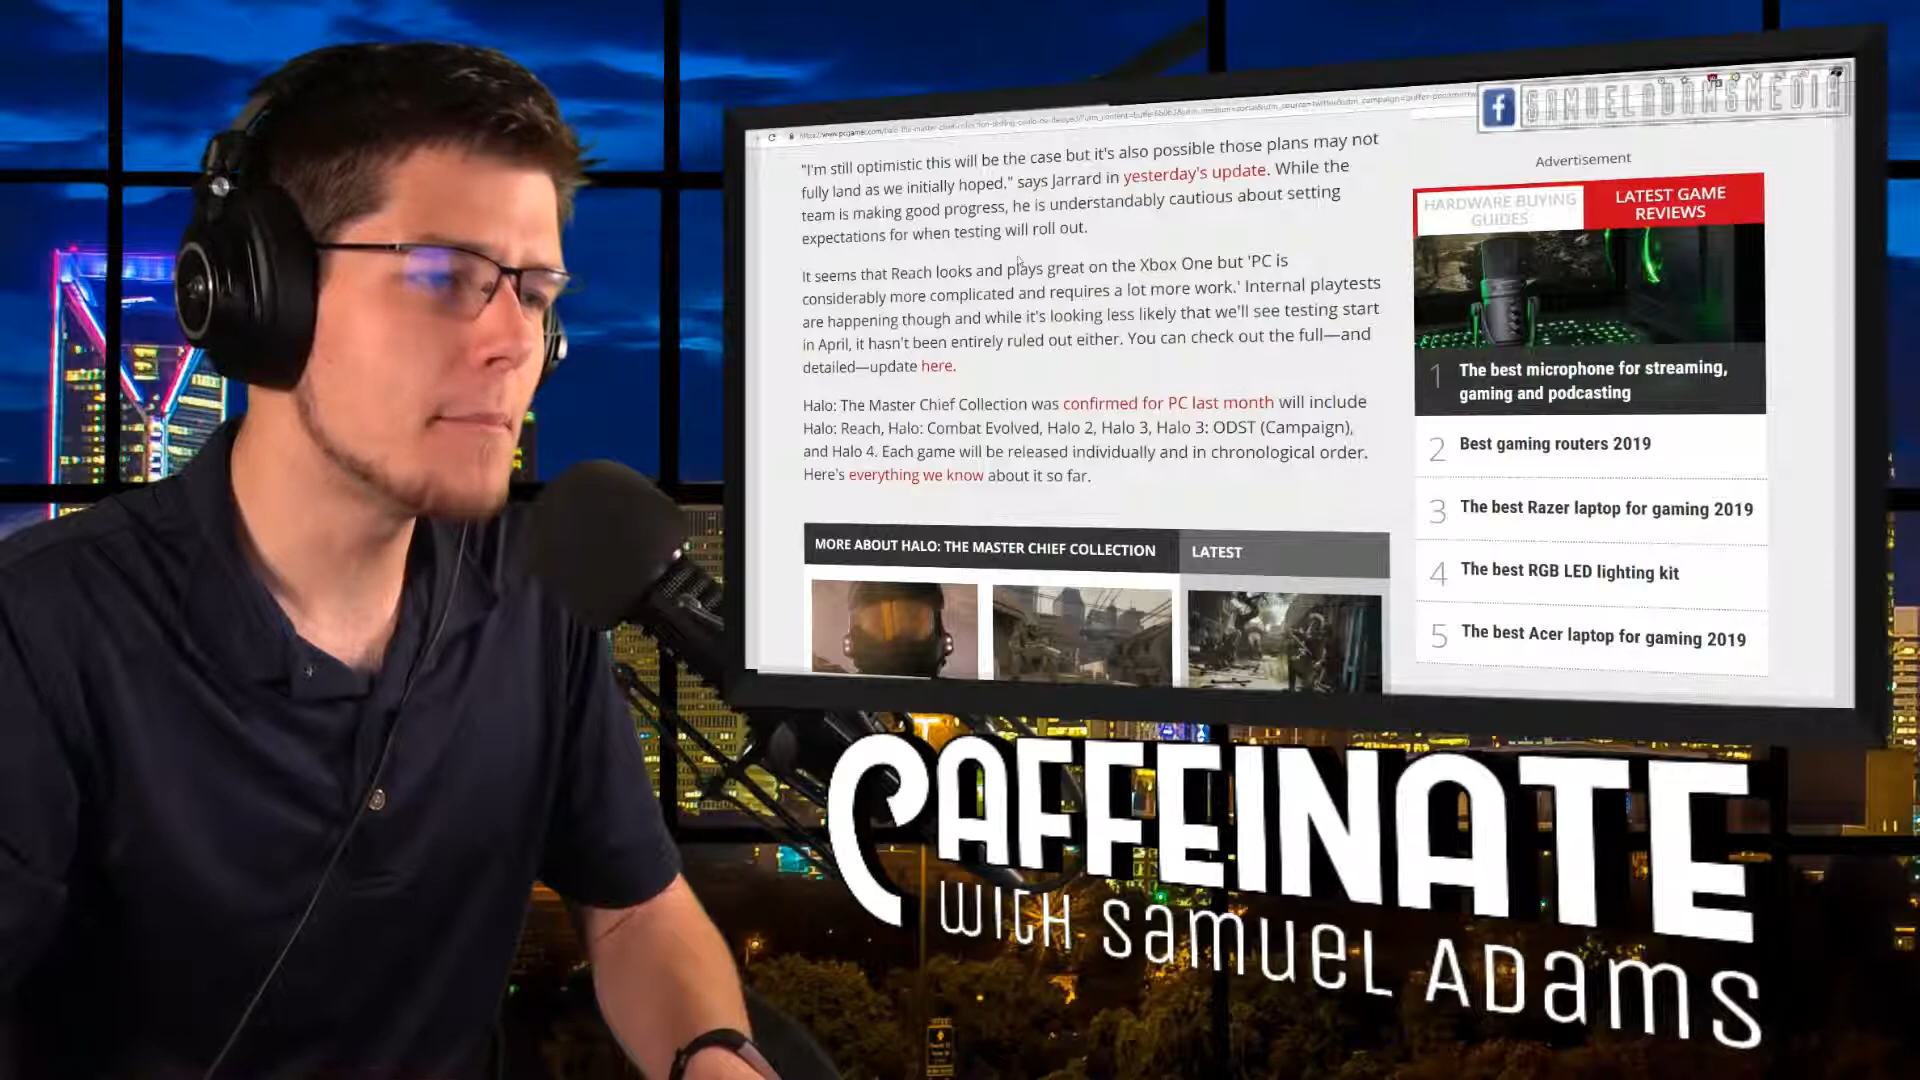 SAMUELADAMSMEDIA
"I'm still optimistic this will be the case but it's also possible those plans may not
fully land as we initially hoped." says Jarrard in yesterday's update. While the
team is making good progress, he is understandably cautious about setting
expectations for when testing will roll out.
It seems that Reach looks and plays great on the Xbox One but 'PC is
considerably more complicated and requires a lot more work.' Internal playtests
are happening though and while it's looking less likely that we'll see testing start
in April, it hasn't been entirely ruled out either. You can check out the full—and
detailed—update here.
Halo: The Master Chief Collection was confirmed for PC last month will include
Halo: Reach, Halo: Combat Evolved, Halo 2, Halo 3, Halo 3: ODST (Campaign),
and Halo 4. Each game will be released individually and in chronological order.
Here's everything we know about it so far.
MORE ABOUT HALO: THE MASTER CHIEF COLLECTION
LATEST
Advertisement
HARDWARE BUYING
GUIDES
LATEST GAME
REVIEWS
1 The best microphone for streaming,
gaming and podcasting
2 Best gaming routers 2019
3 The best Razer laptop for gaming 2019
4 The best RGB LED lighting kit
5 The best Acer laptop for gaming 2019
CAFFEINATE
WITH Samuel Adams